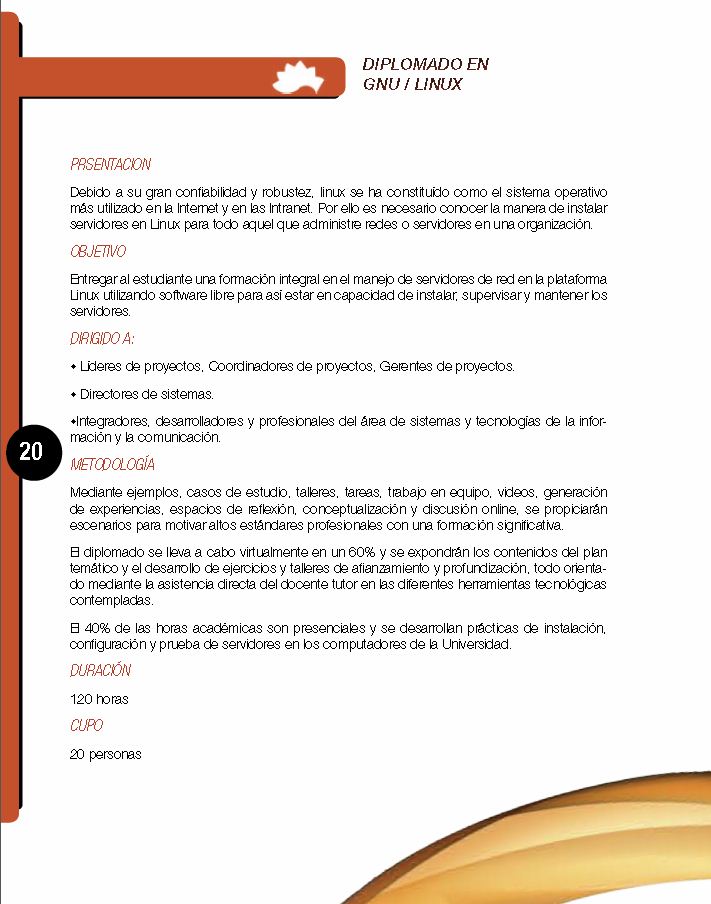 DIPLOMADO EN
GNU / LINUX
PRSENTACION
Debido a su gran confiabilidad y robustez, linux se ha constituído como el sistema operativo
más utilizado en la Internet y en las Intranet. Por ello es necesario conocer la manera de instalar
servidores en Linux para todo aquel que administre redes o servidores en una organización.
OBJETIVO
Entregar al estudiante una formación integral en el manejo de servidores de red en la plataforma
Linux utilizando software libre para así estar en capacidad de instalar, supervisar y mantener los
servidores.
DIRIGIDO A:
• Líderes de proyectos, Coordinadores de proyectos, Gerentes de proyectos.
• Directores de sistemas.
•Integradores, desarrolladores y profesionales del área de sistemas y tecnologías de la infor-
mación y la comunicación.
20
METODOLOGÍA
Mediante ejemplos, casos de estudio, talleres, tareas, trabajo en equipo, videos, generación
de experiencias, espacios de reflexión, conceptualización y discusión online, se propiciarán
escenarios para motivar altos estándares profesionales con una formación significativa.
El diplomado se lleva a cabo virtualmente en un 60% y se expondrán los contenidos del plan
temático y el desarrollo de ejercicios y talleres de afianzamiento y profundización, todo orienta-
do mediante la asistencia directa del docente tutor en las diferentes herramientas tecnológicas
contempladas.
El 40% de las horas académicas son presenciales y se desarrollan prácticas de instalación,
configuración y prueba de servidores en los computadores de la Universidad.
DURACIÓN
120 horas
CUPO
20 personas